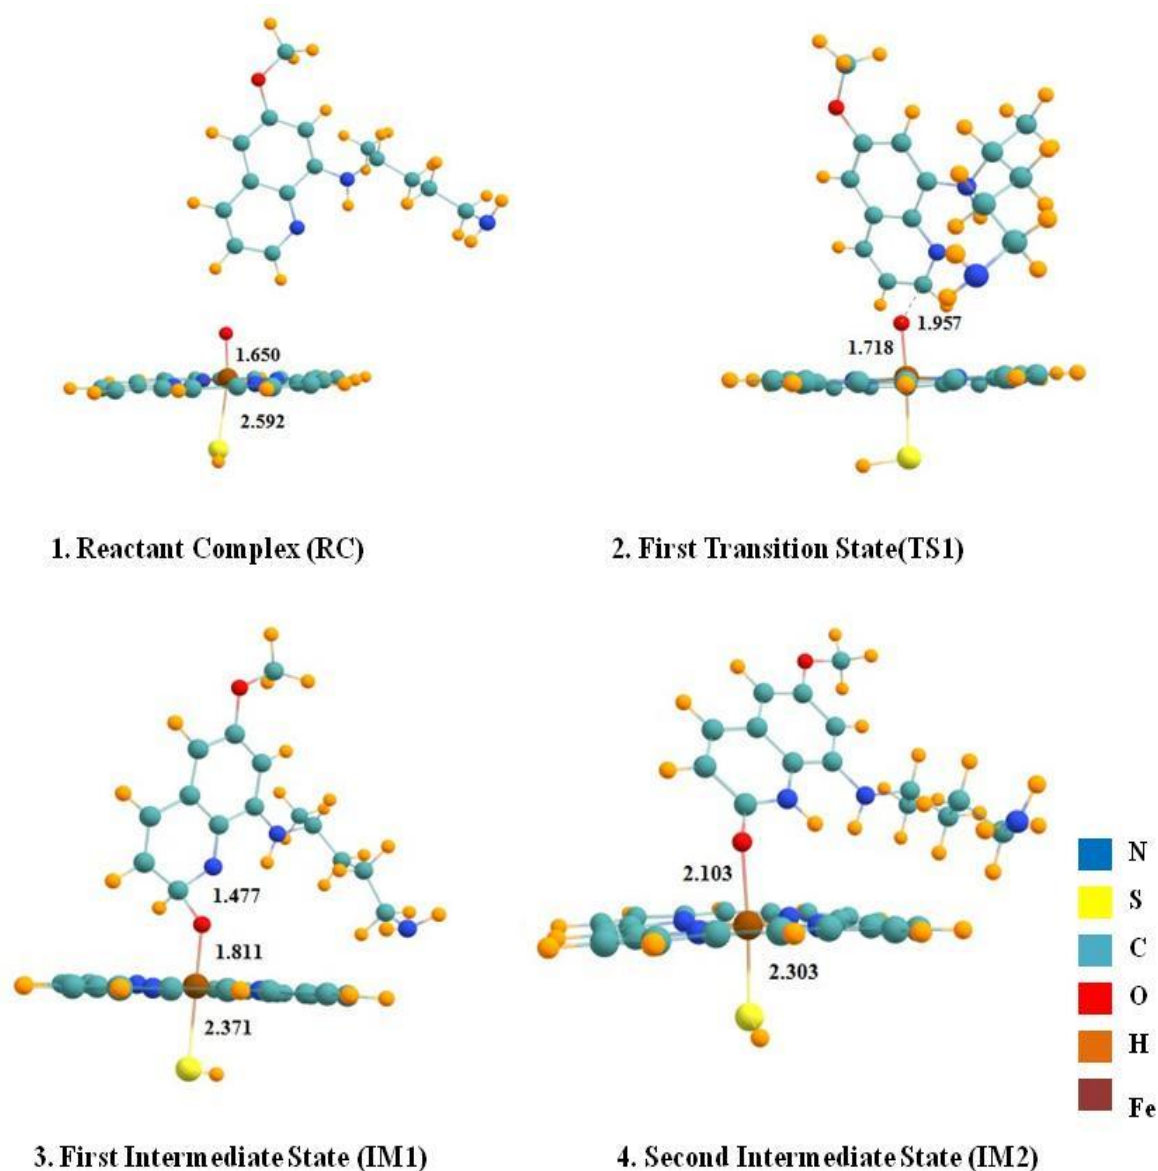 1.650
2.592
1.957
1.718
1. Reactant Complex (RC)
2. First Transition State(TS1)
1.477
1.811
2.371
2.103
2.303
N
S
C
O
H
Fe
3. First Intermediate State (IM1)
4. Second Intermediate State (IM2)